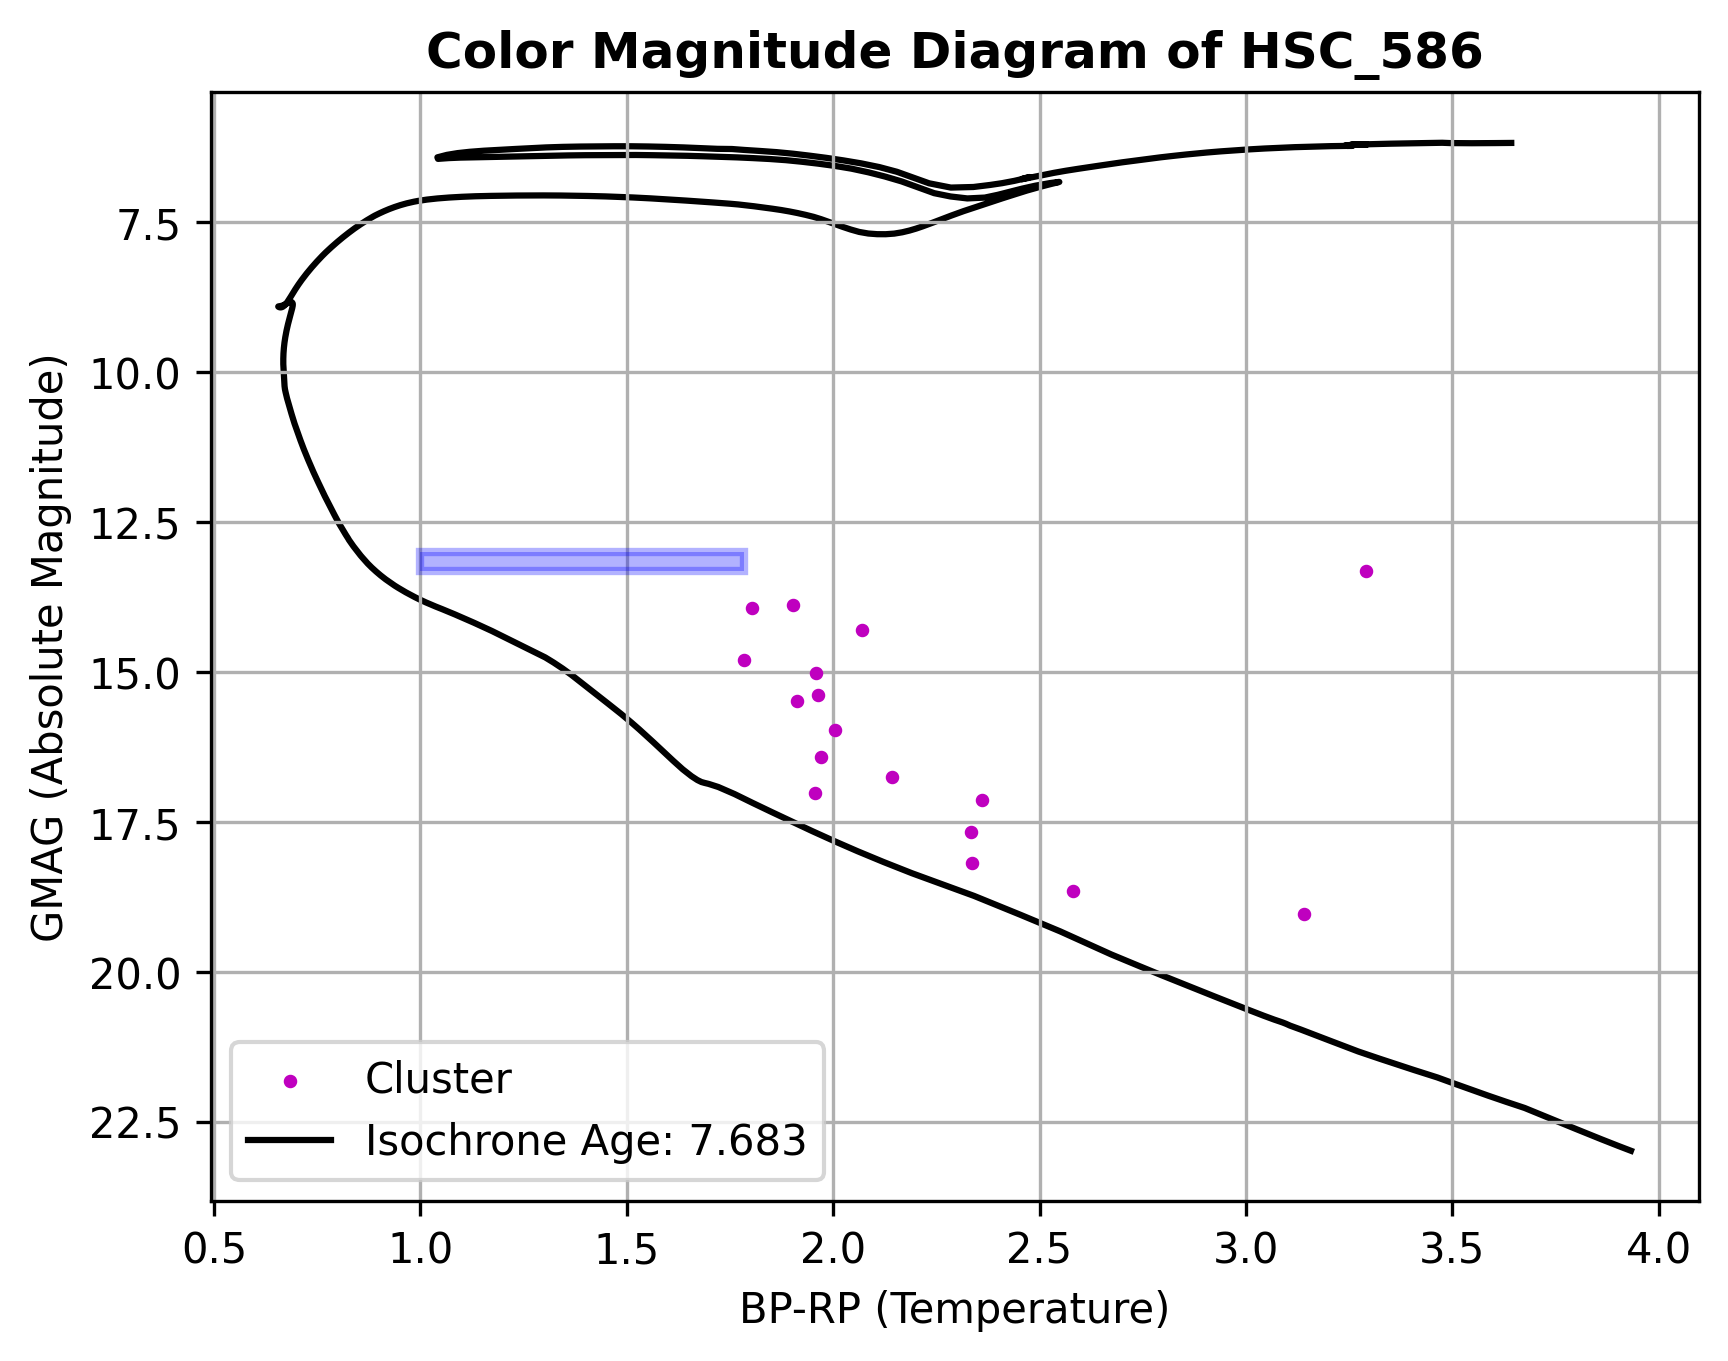 Color Magnitude Diagram of HSC_586
GMAG (Absolute Magnitude)
7.5
10.0
12.5
15.0
17.5
20.0
22.5
Cluster
Isochrone Age: 7.683
0.5 1.0 1.5 2.0 2.5 3.0 3.5 4.0
BP-RP (Temperature)